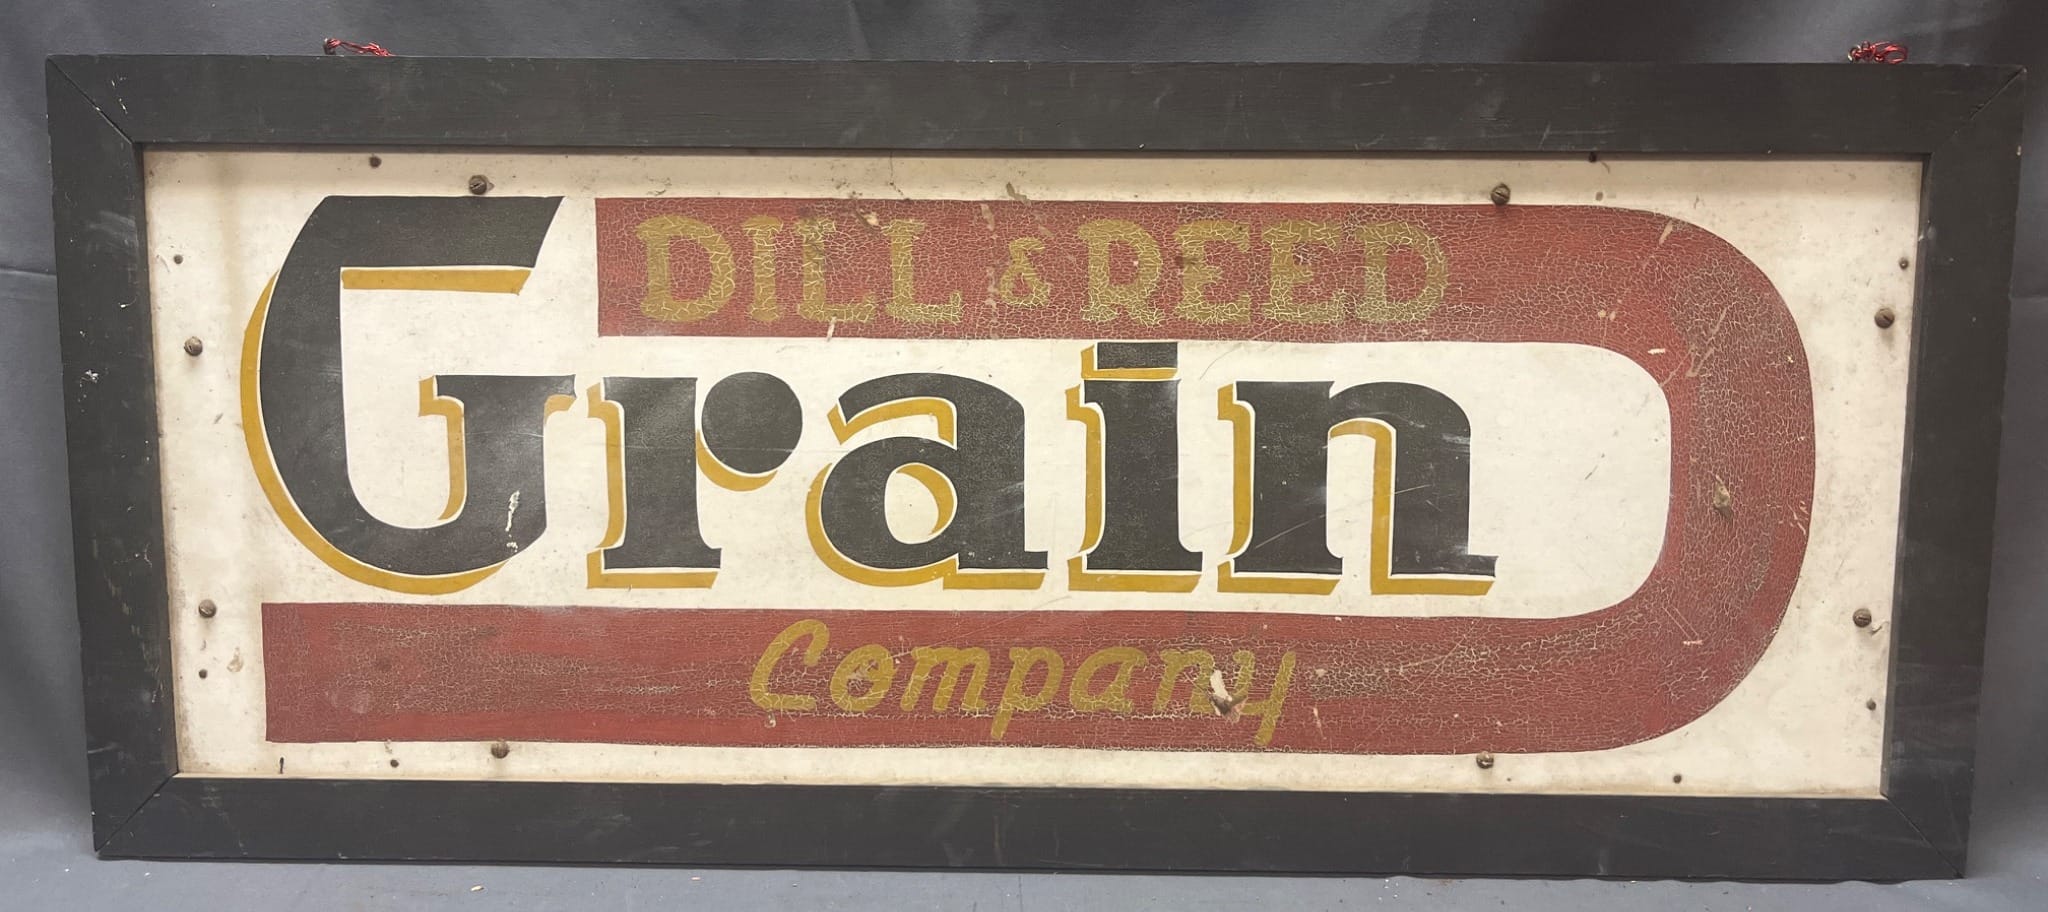 DILL & REED
Grain
Company